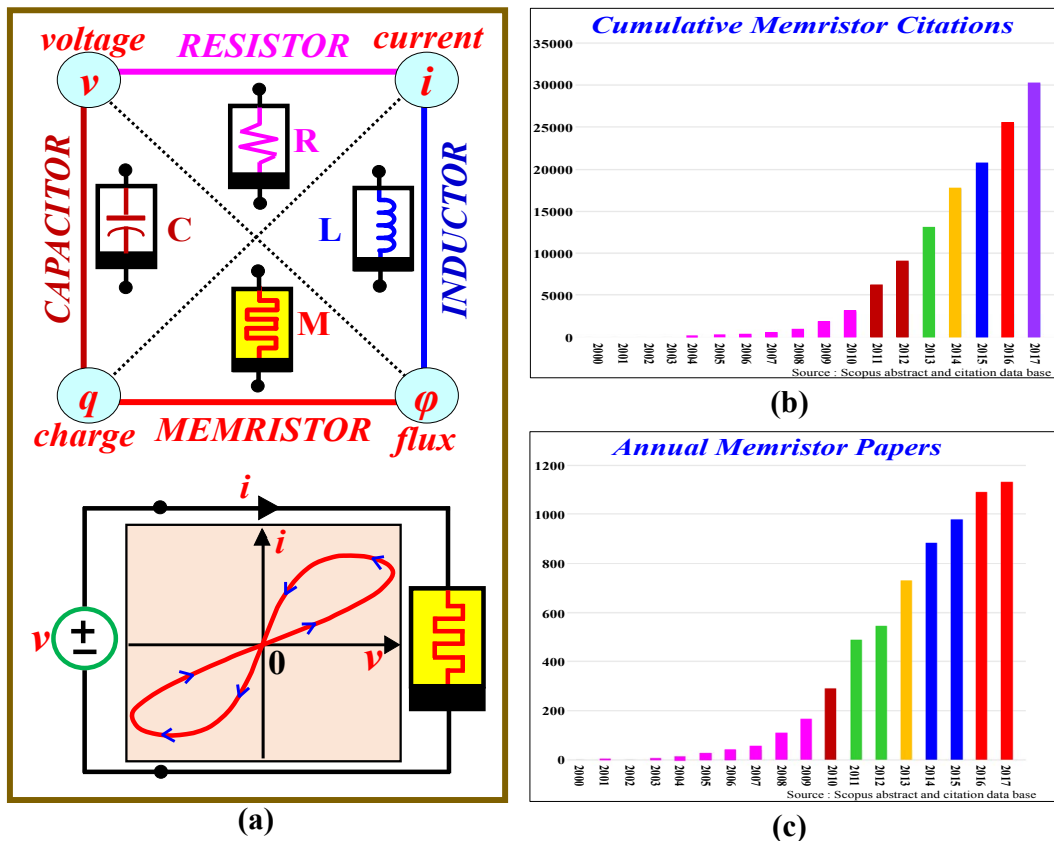 voltage RESISTOR current
v i
R
CAPACITOR
C
L
INDUCTOR
M
q φ
charge MEMRISTOR flux
i
i
v
+
−
0
v
(a)
Cumulative Memristor Citations
35000
30000
25000
20000
15000
10000
5000
0
2000 2001 2002 2003 2004 2005 2006 2007 2008 2009 2010 2011 2012 2013 2014 2015 2016 2017
Source : Scopus abstract and citation data base
(b)
Annual Memristor Papers
1200
1000
800
600
400
200
0
2000 2001 2002 2003 2004 2005 2006 2007 2008 2009 2010 2011 2012 2013 2014 2015 2016 2017
Source : Scopus abstract and citation data base
(c)